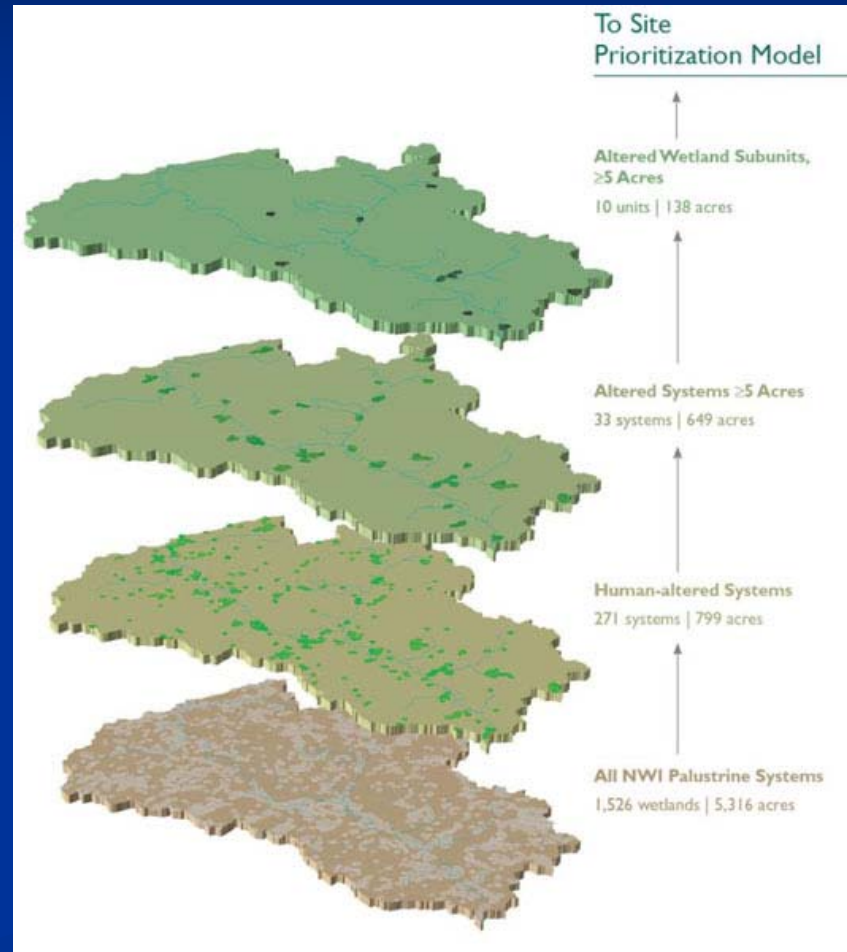 To Site
Prioritization Model
Altered Wetland Subunits,
≥5 Acres
10 units | 138 acres
Altered Systems ≥5 Acres
33 systems | 649 acres
Human-altered Systems
271 systems | 799 acres
All NWI Palustrine Systems
1,526 wetlands | 5,316 acres